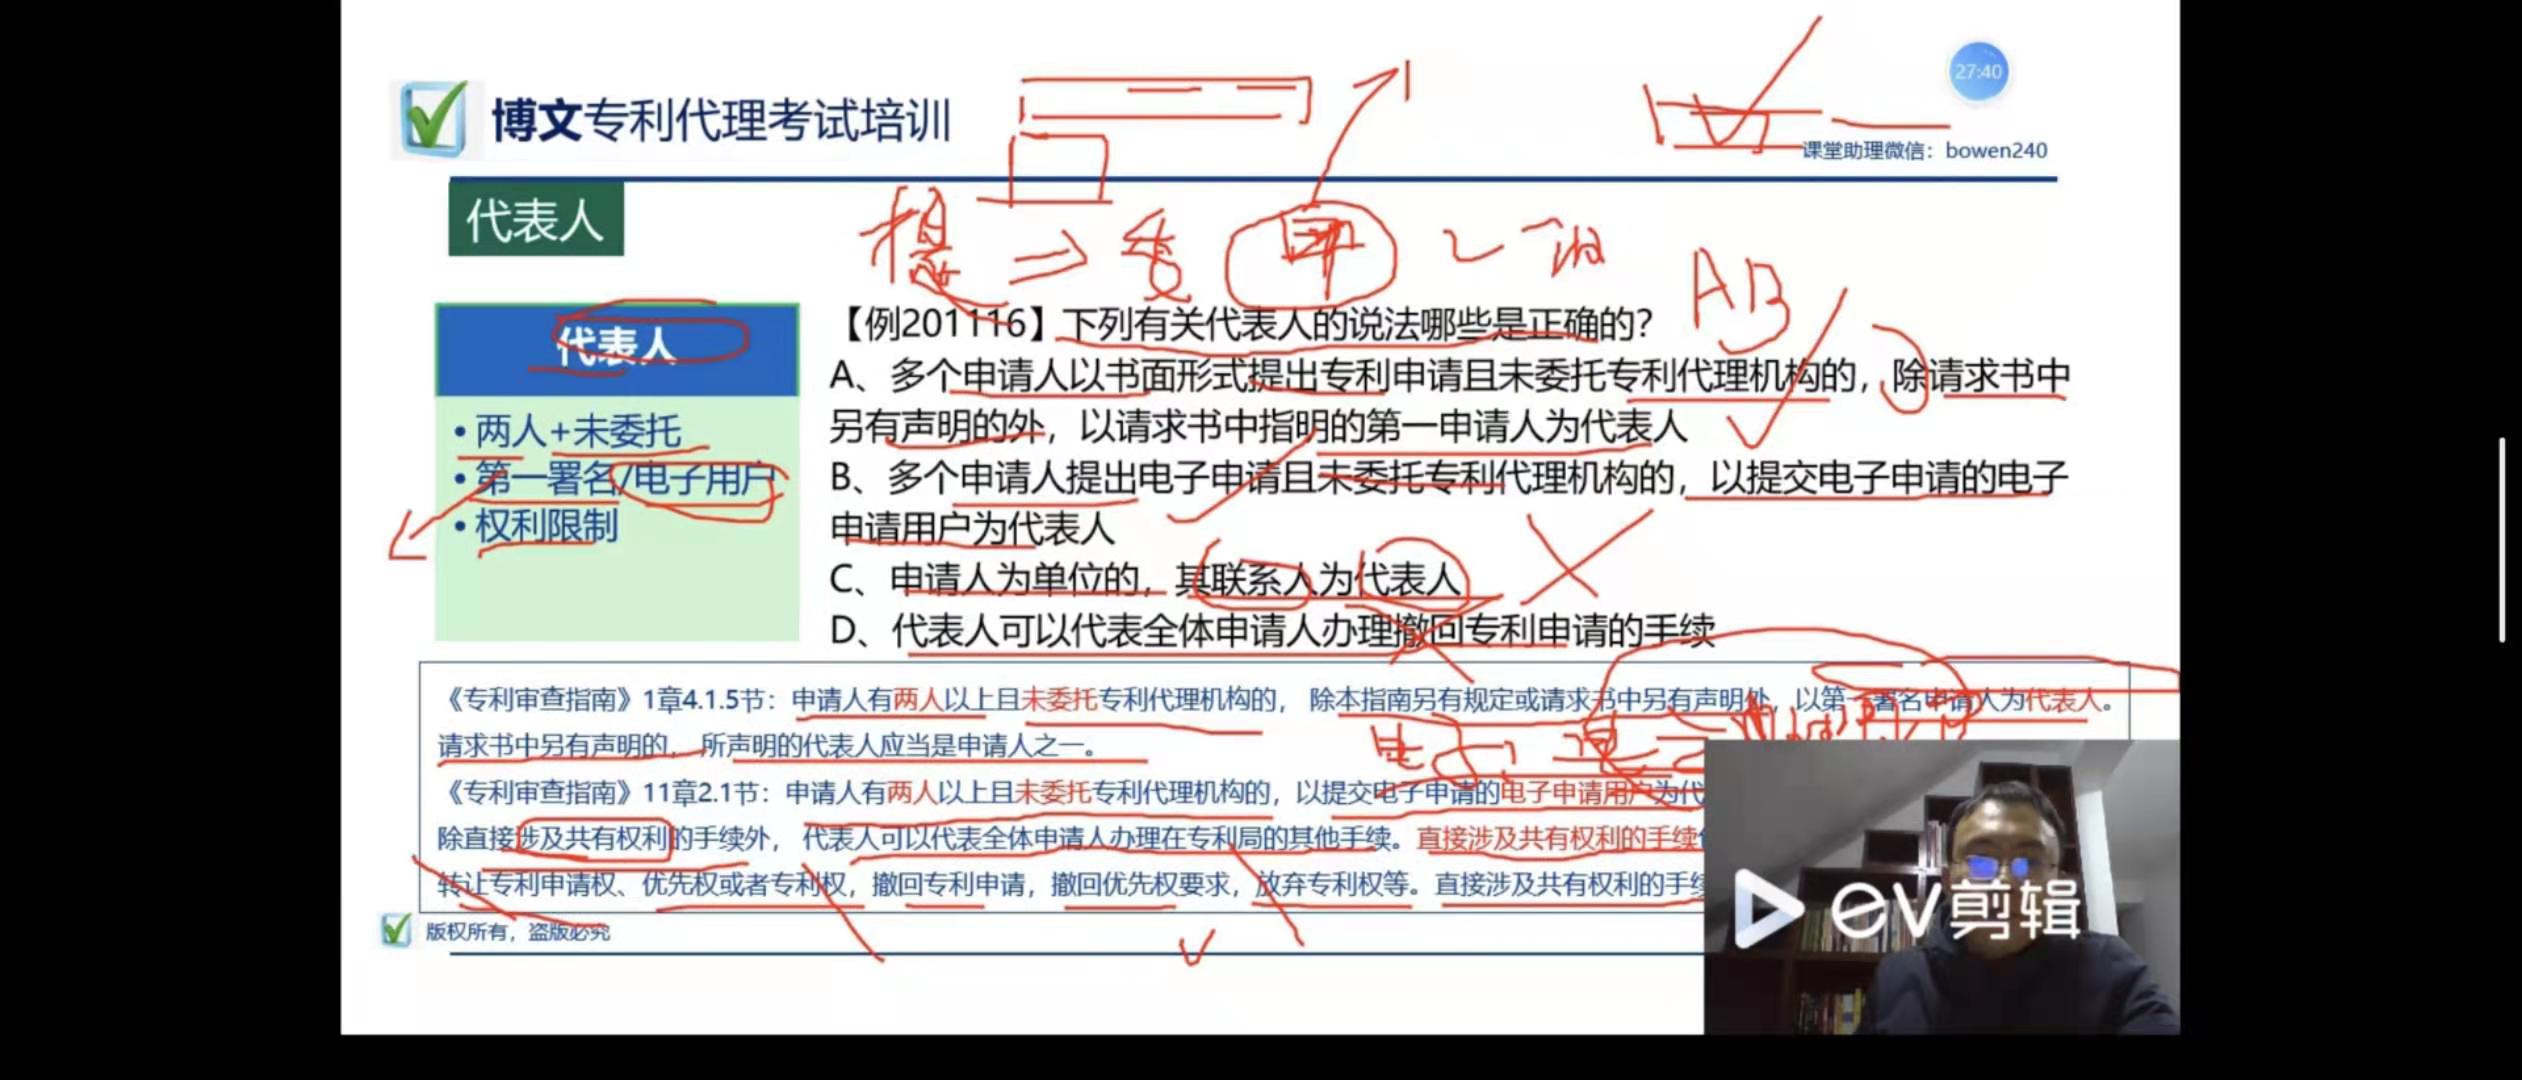 27:40
博文专利代理考试培训
课堂助理微信：bowen240
代表人
提 ⇒ 委
AB
代表人
• 两人+未委托
• 第一署名/电子用户
• 权利限制
【例201116】下列有关代表人的说法哪些是正确的？
A、多个申请人以书面形式提出专利申请且未委托专利代理机构的，除请求书中
另有声明的外，以请求书中指明的第一申请人为代表人
B、多个申请人提出电子申请且未委托专利代理机构的，以提交电子申请的电子
申请用户为代表人
C、申请人为单位的，其联系人为代表人
D、代表人可以代表全体申请人办理撤回专利申请的手续
《专利审查指南》1章4.1.5节：申请人有两人以上且未委托专利代理机构的， 除本指南另有规定或请求书中另有声明外，以第一署名申请人为代表人。
请求书中另有声明的，所声明的代表人应当是申请人之一。
《专利审查指南》11章2.1节：申请人有两人以上且未委托专利代理机构的，以提交电子申请的电子申请用户为代
除直接涉及共有权利的手续外， 代表人可以代表全体申请人办理在专利局的其他手续。直接涉及共有权利的手续
转让专利申请权、优先权或者专利权，撤回专利申请，撤回优先权要求，放弃专利权等。直接涉及共有权利的手续
版权所有，盗版必究
eV剪辑